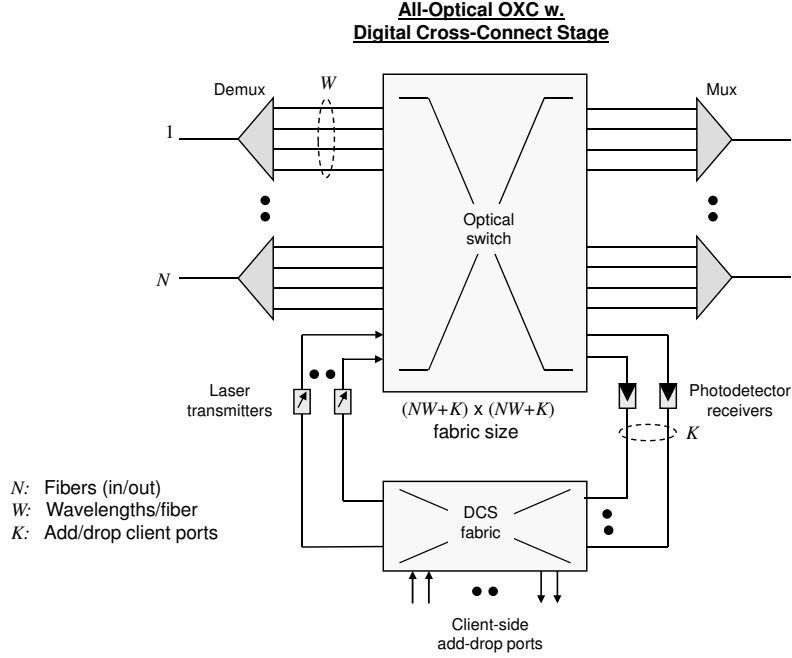 All-Optical OXC w.
Digital Cross-Connect Stage
Demux
W
Mux
1
Optical
switch
N
Laser
transmitters
(NW+K) x (NW+K)
fabric size
Photodetector
receivers
K
N: Fibers (in/out)
W: Wavelengths/fiber
K: Add/drop client ports
DCS
fabric
Client-side
add-drop ports